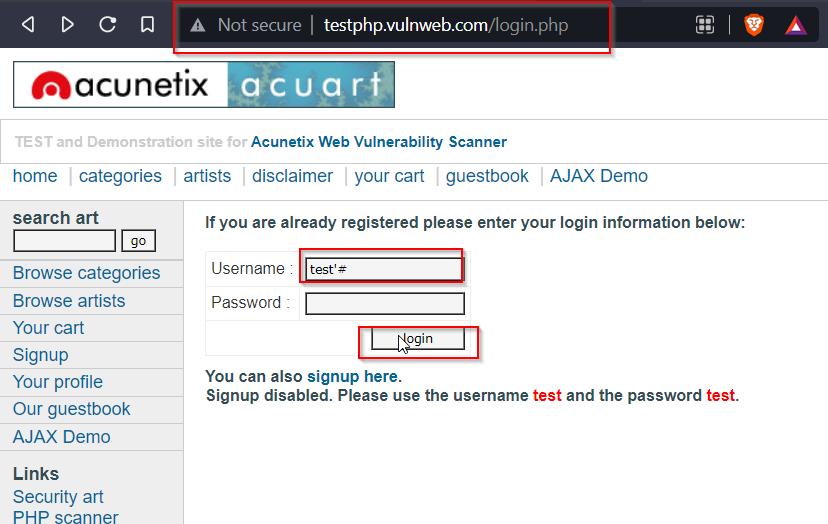 Not secure | testphp.vulnweb.com/login.php
acunetix acuart
TEST and Demonstration site for Acunetix Web Vulnerability Scanner
home | categories | artists | disclaimer | your cart | guestbook | AJAX Demo
search art
go
Browse categories
Browse artists
Your cart
Signup
Your profile
Our guestbook
AJAX Demo
Links
Security art
PHP scanner
If you are already registered please enter your login information below:
Username : test'#
Password :
login
You can also signup here.
Signup disabled. Please use the username test and the password test.